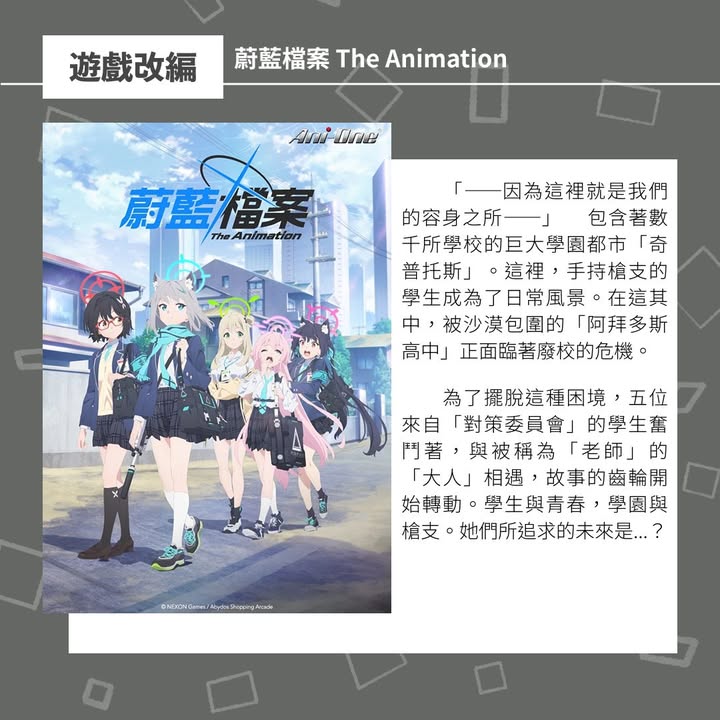 遊戲改編
蔚藍檔案 The Animation
Ani-One
蔚藍檔案
The Animation
「——因為這裡就是我們
的容身之所——」　包含著數
千所學校的巨大學園都市「奇
普托斯」。這裡，手持槍支的
學生成為了日常風景。在這其
中，被沙漠包圍的「阿拜多斯
高中」正面臨著廢校的危機。
為了擺脫這種困境，五位
來自「對策委員會」的學生奮
鬥著，與被稱為「老師」的
「大人」相遇，故事的齒輪開
始轉動。學生與青春，學園與
槍支。她們所追求的未來是...？
© NEXON Games / Abydos Shopping Arcade